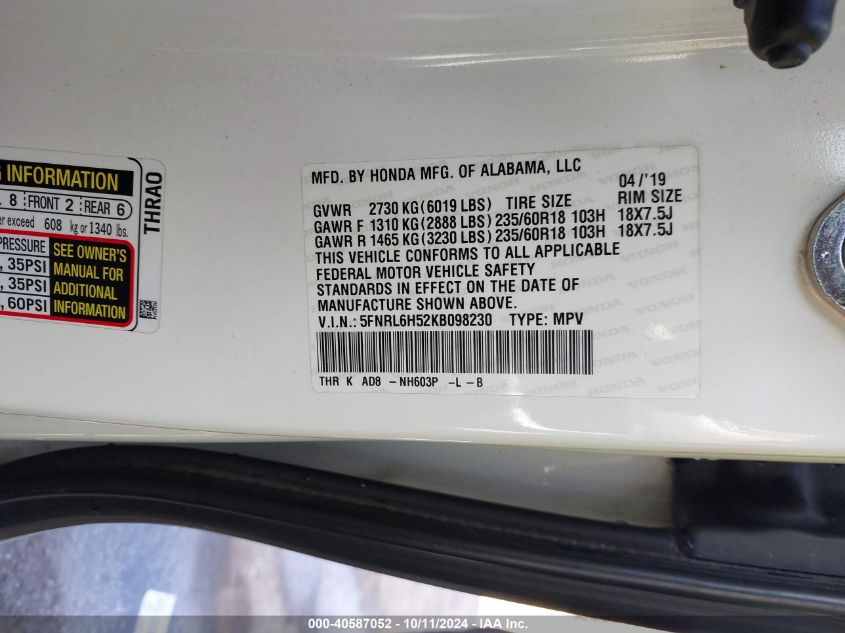 G INFORMATION
. 8 FRONT 2 REAR 6
er exceed 608 kg or 1340 lbs.
PRESSURE
, 35PSI
, 35PSI
, 60PSI
SEE OWNER'S
MANUAL FOR
ADDITIONAL
INFORMATION
THRA0
MFD. BY HONDA MFG. OF ALABAMA, LLC 04/'19
GVWR 2730 KG(6019 LBS) TIRE SIZE RIM SIZE
GAWR F 1310 KG(2888 LBS) 235/60R18 103H 18X7.5J
GAWR R 1465 KG(3230 LBS) 235/60R18 103H 18X7.5J
THIS VEHICLE CONFORMS TO ALL APPLICABLE
FEDERAL MOTOR VEHICLE SAFETY
STANDARDS IN EFFECT ON THE DATE OF
MANUFACTURE SHOWN ABOVE.
V.I.N.: 5FNRL6H52KB098230 TYPE: MPV
THR K AD8 - NH603P -L-B
000-40587052 - 10/11/2024 - IAA Inc.